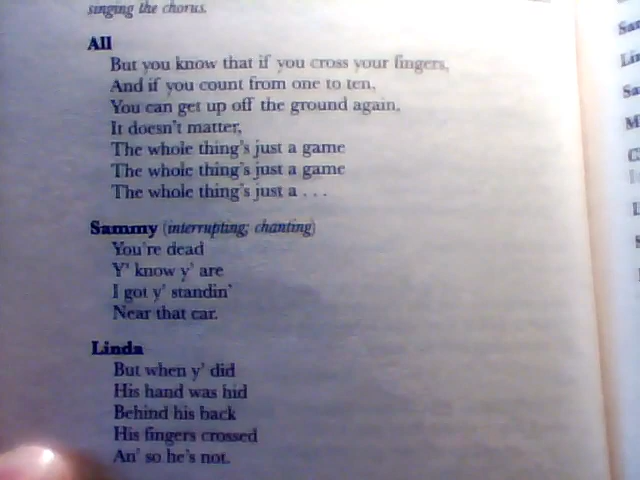 singing the chorus.
All
But you know that if you cross your fingers,
And if you count from one to ten,
You can get up off the ground again,
It doesn't matter,
The whole thing's just a game
The whole thing's just a game
The whole thing's just a . . .
Sammy (interrupting; chanting)
You're dead
Y' know y' are
I got y' standin'
Near that car.
Linda
But when y' did
His hand was hid
Behind his back
His fingers crossed
An' so he's not.